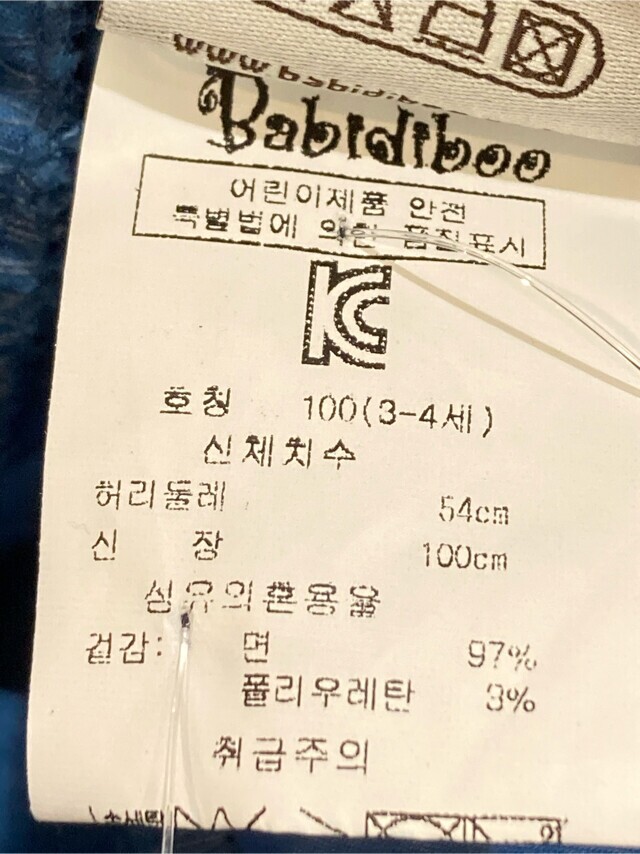 Babidiboo
어린이제품 안전
특별법에 의한 품질표시
KC
호칭 100(3-4세)
신체치수
허리둘레 54cm
신 장 100cm
섬유의혼용율
겉감: 면 97%
폴리우레탄 3%
취급주의